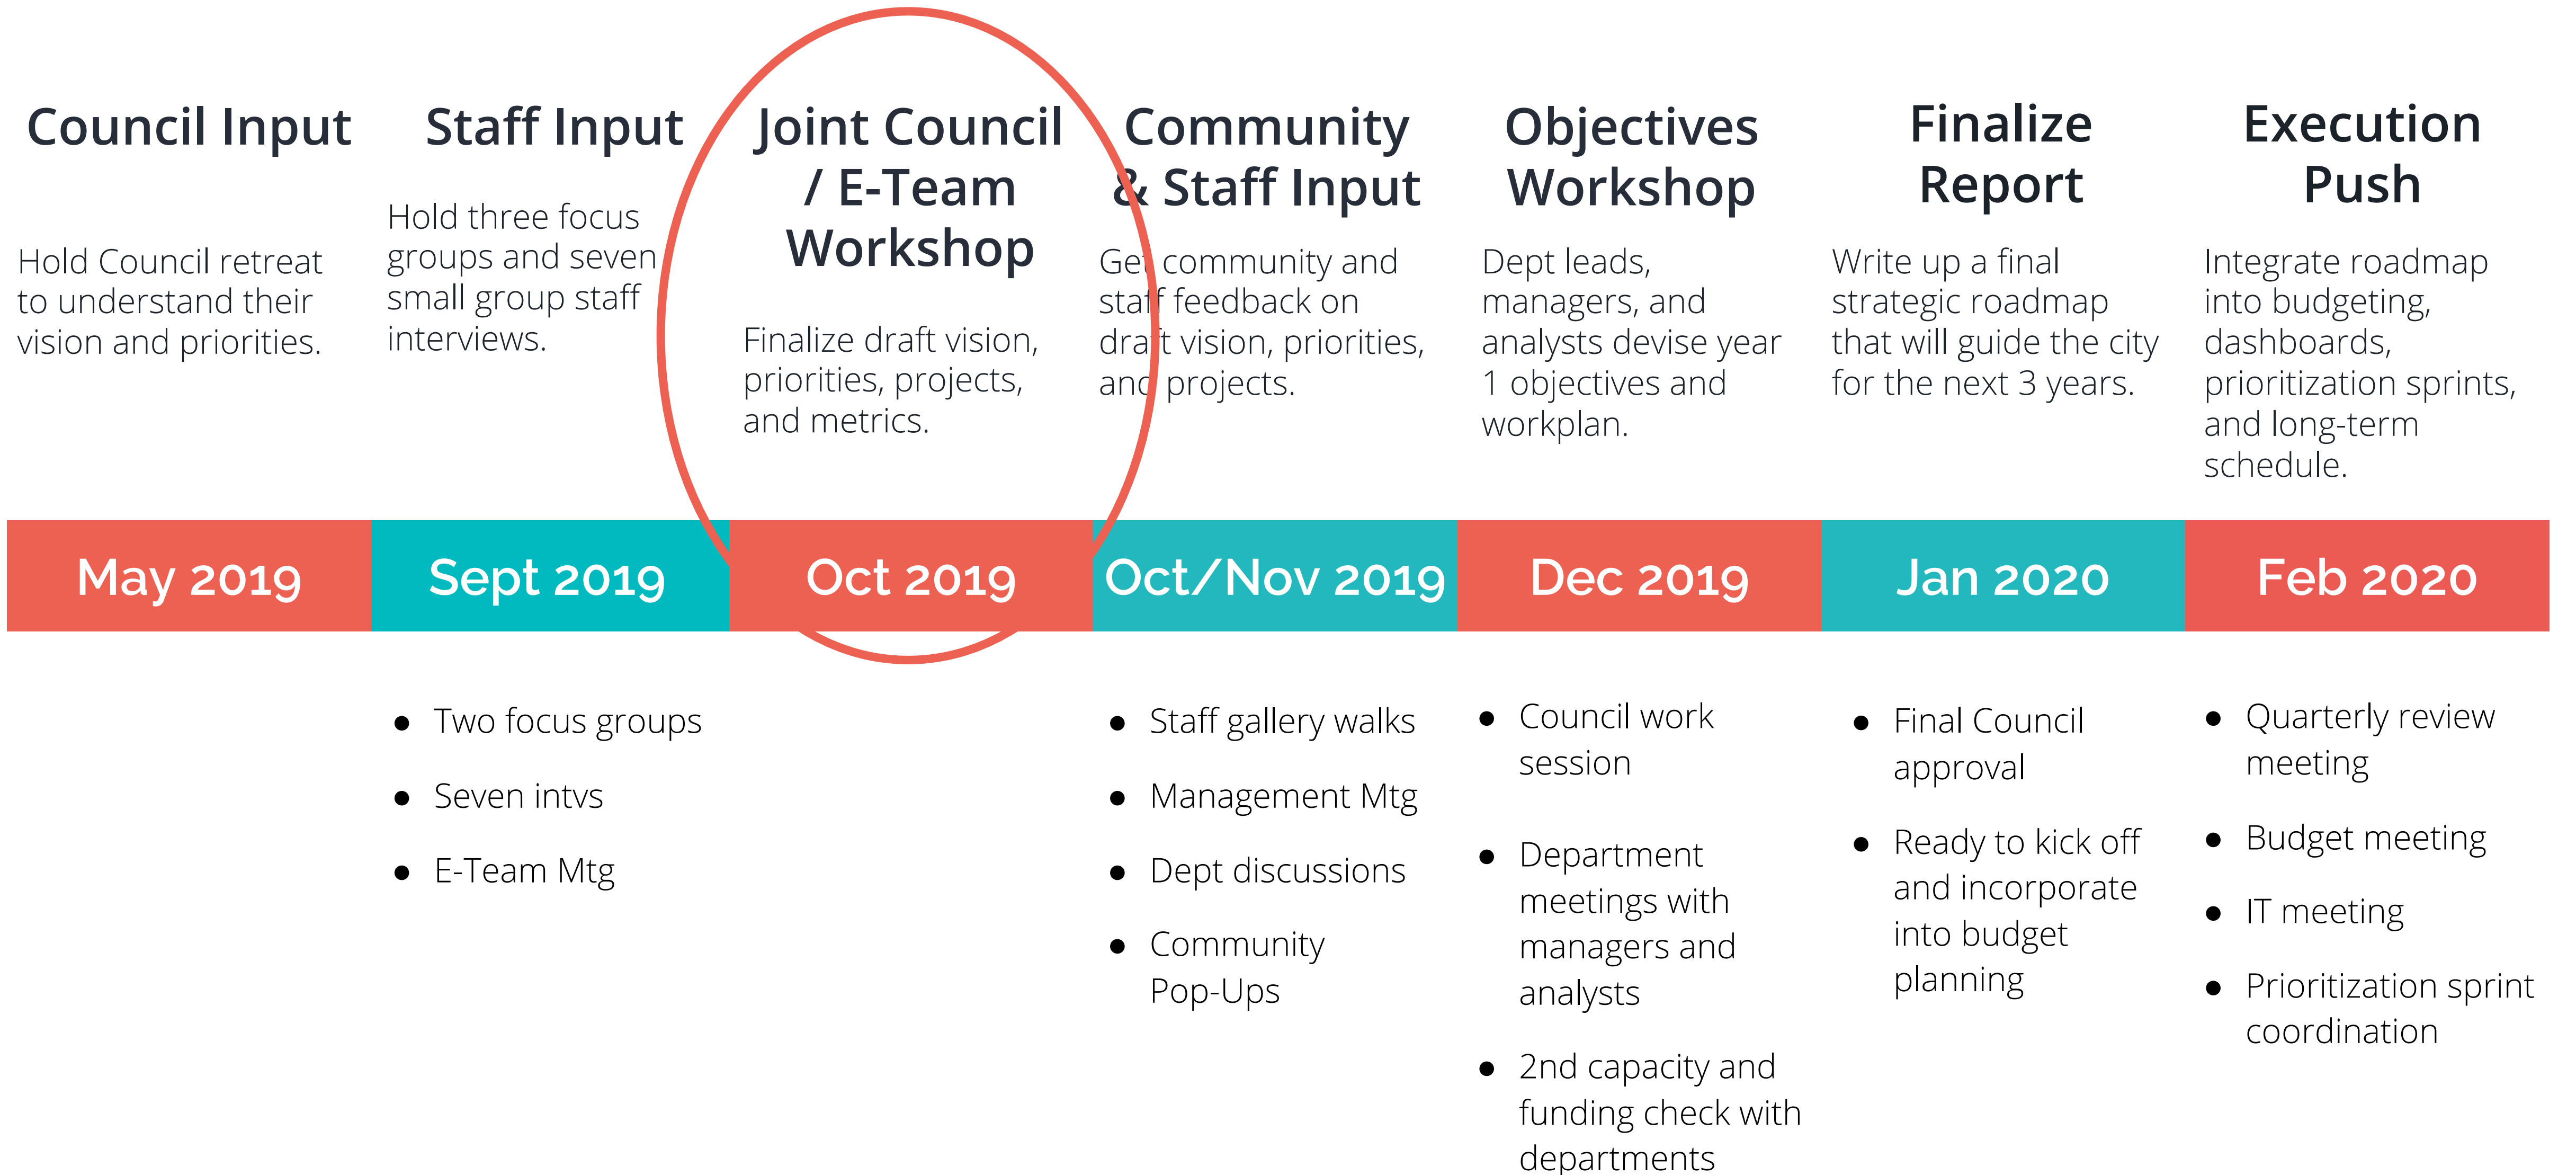 Council Input
Hold Council retreat
to understand their
vision and priorities.
Staff Input
Hold three focus
groups and seven
small group staff
interviews.
Joint Council
/ E-Team
Workshop
Finalize draft vision,
priorities, projects,
and metrics.
Community
& Staff Input
Get community and
staff feedback on
draft vision, priorities,
and projects.
Objectives
Workshop
Dept leads,
managers, and
analysts devise year
1 objectives and
workplan.
Finalize
Report
Write up a final
strategic roadmap
that will guide the city
for the next 3 years.
Execution
Push
Integrate roadmap
into budgeting,
dashboards,
prioritization sprints,
and long-term
schedule.
May 2019
Sept 2019
Oct 2019
Oct/Nov 2019
Dec 2019
Jan 2020
Feb 2020
● Two focus groups
● Seven intvs
● E-Team Mtg
● Staff gallery walks
● Management Mtg
● Dept discussions
● Community
Pop-Ups
● Council work
session
● Department
meetings with
managers and
analysts
● 2nd capacity and
funding check with
departments
● Final Council
approval
● Ready to kick off
and incorporate
into budget
planning
● Quarterly review
meeting
● Budget meeting
● IT meeting
● Prioritization sprint
coordination